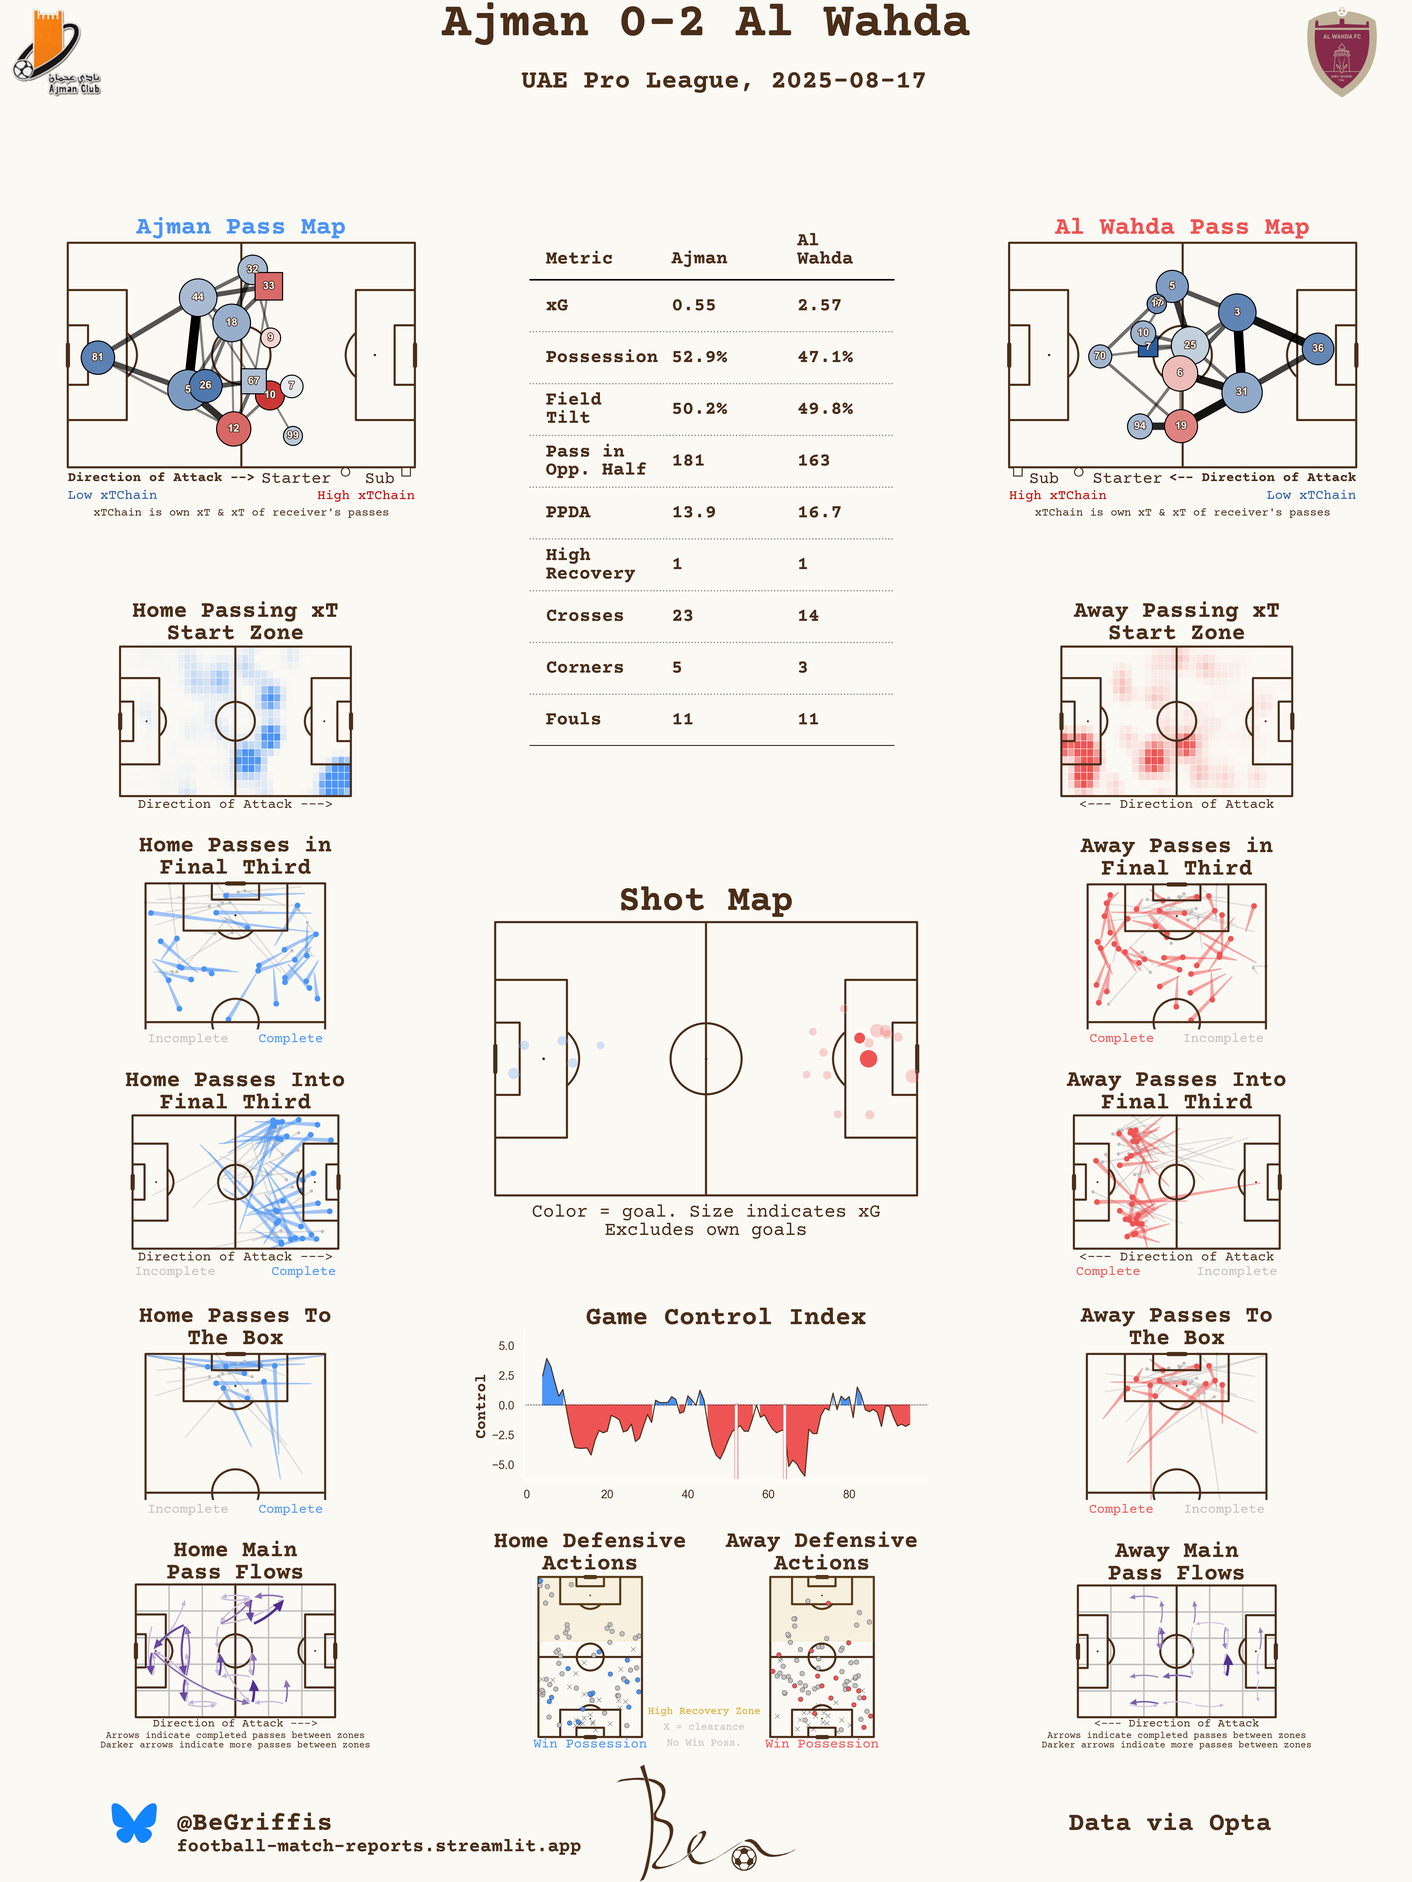 Ajman 0-2 Al Wahda
UAE Pro League, 2025-08-17
نادي عجمان
Ajman Club
AL WAHDA FC
ABU DHABI
Ajman Pass Map
32
33
44
18
9
81
5
26
67
7
10
12
99
Direction of Attack --> Starter Sub
Low xTChain High xTChain
xTChain is own xT & xT of receiver's passes
Metric Ajman Al Wahda
xG 0.55 2.57
Possession 52.9% 47.1%
Field Tilt 50.2% 49.8%
Pass in Opp. Half 181 163
PPDA 13.9 16.7
High Recovery 1 1
Crosses 23 14
Corners 5 3
Fouls 11 11
Al Wahda Pass Map
5
3
10
7
25
70
36
6
31
94
19
Sub Starter <-- Direction of Attack
High xTChain Low xTChain
xTChain is own xT & xT of receiver's passes
Home Passing xT
Start Zone
Direction of Attack --->
Away Passing xT
Start Zone
<--- Direction of Attack
Home Passes in
Final Third
Incomplete Complete
Away Passes in
Final Third
Complete Incomplete
Shot Map
Color = goal. Size indicates xG
Excludes own goals
Home Passes Into
Final Third
Direction of Attack --->
Incomplete Complete
Away Passes Into
Final Third
<--- Direction of Attack
Complete Incomplete
Home Passes To
The Box
Incomplete Complete
Game Control Index
Control
5.0
2.5
0.0
−2.5
−5.0
0 20 40 60 80
Away Passes To
The Box
Complete Incomplete
Home Main
Pass Flows
Direction of Attack --->
Arrows indicate completed passes between zones
Darker arrows indicate more passes between zones
Home Defensive
Actions
Win Possession
High Recovery Zone
X = clearance
No Win Poss.
Away Defensive
Actions
Win Possession
Away Main
Pass Flows
<--- Direction of Attack
Arrows indicate completed passes between zones
Darker arrows indicate more passes between zones
@BeGriffis
football-match-reports.streamlit.app
Ben
Data via Opta